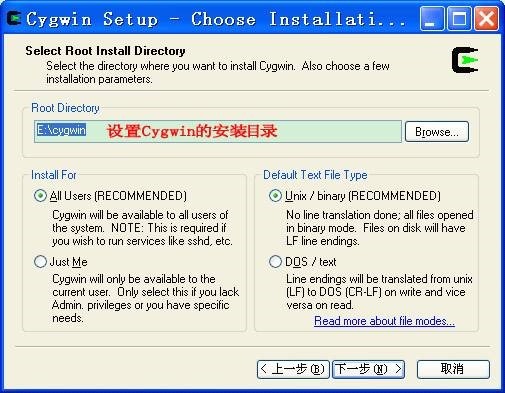 Cygwin Setup - Choose Installati...
Select Root Install Directory
Select the directory where you want to install Cygwin. Also choose a few
installation parameters.
Root Directory
E:\cygwin 设置Cygwin的安装目录 Browse...
Install For
All Users (RECOMMENDED)
Cygwin will be available to all users of
the system. NOTE: This is required if
you wish to run services like sshd, etc.
Just Me
Cygwin will only be available to the
current user. Only select this if you lack
Admin. privileges or you have specific
needs.
Default Text File Type
Unix / binary (RECOMMENDED)
No line translation done; all files opened
in binary mode. Files on disk will have
LF line endings.
DOS / text
Line endings will be translated from unix
(LF) to DOS (CR-LF) on write and vice
versa on read.
Read more about file modes...
< 上一步(B) 下一步(N) > 取消